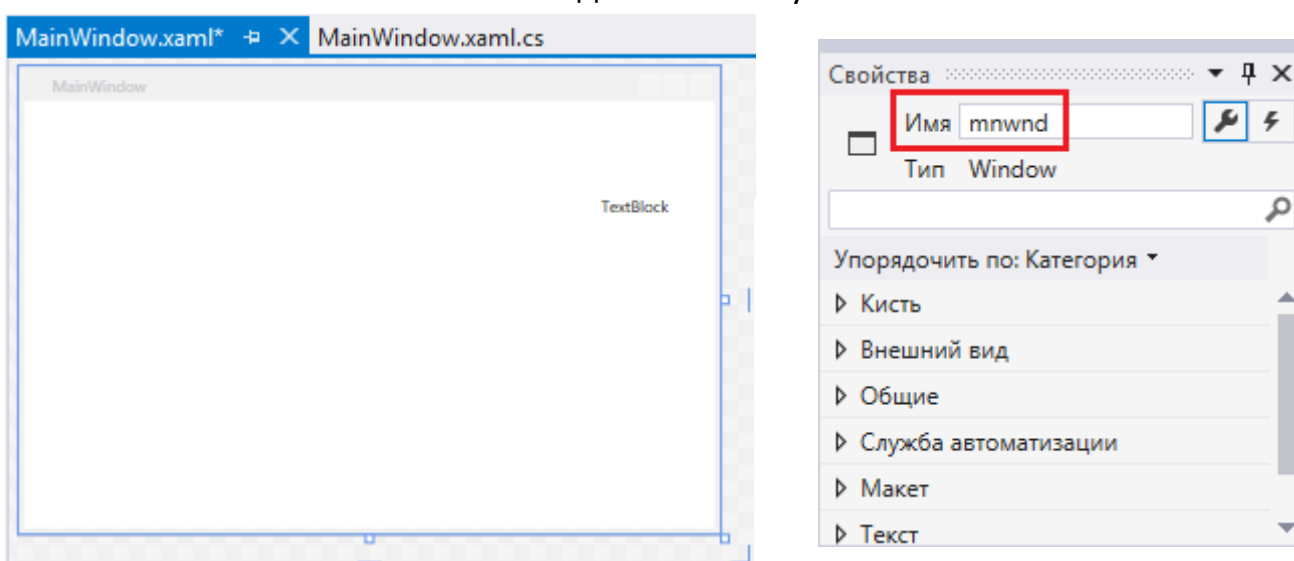 MainWindow.xaml* MainWindow.xaml.cs
MainWindow
TextBlock
Свойства
Имя mnwnd
Тип Window
Упорядочить по: Категория
Кисть
Внешний вид
Общие
Служба автоматизации
Макет
Текст